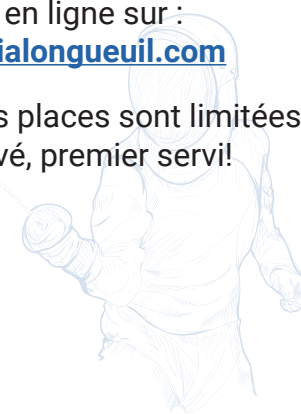 en ligne sur :
ialongueuil.com
s places sont limitées
vé, premier servi!